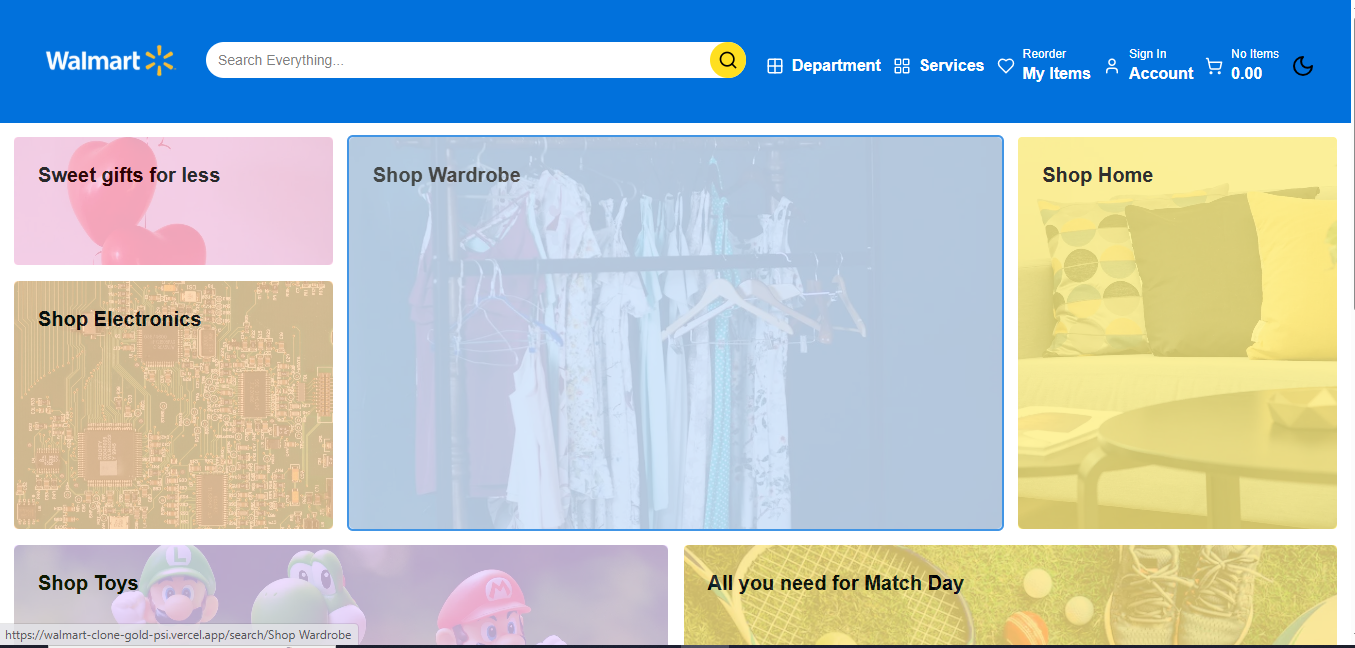 Walmart
Search Everything...
Department
Services
Reorder
My Items
Sign In
Account
No Items
0.00
Sweet gifts for less
Shop Wardrobe
Shop Home
Shop Electronics
Shop Toys
All you need for Match Day
L
M
https://walmart-clone-gold-psi.vercel.app/search/Shop Wardrobe